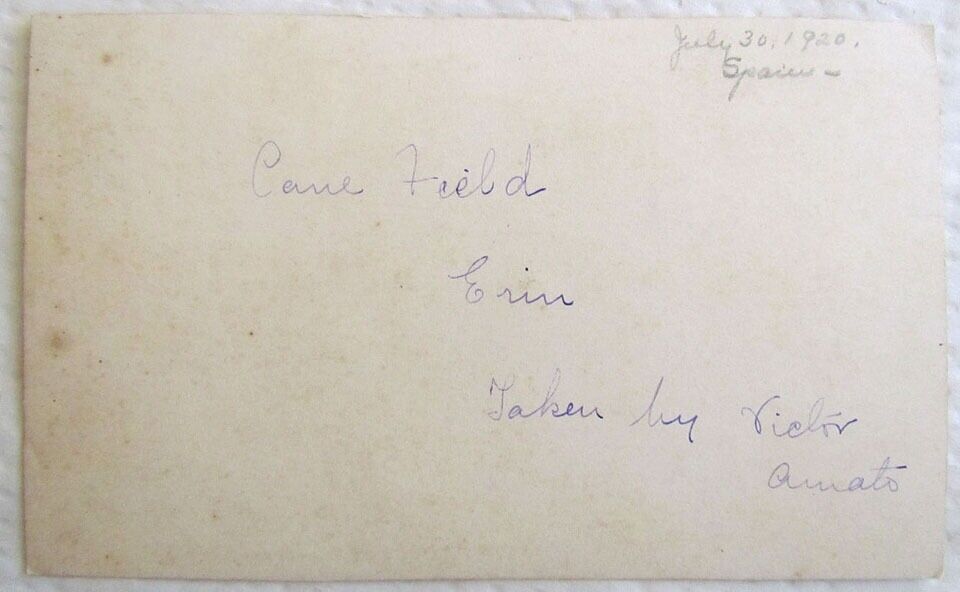 July 30, 1920.
Spain -
Cane Field
Erin
Taken by Victor
Amato